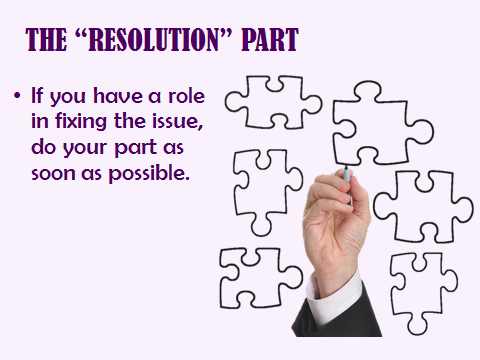 THE “RESOLUTION” PART
• If you have a role
in fixing the issue,
do your part as
soon as possible.